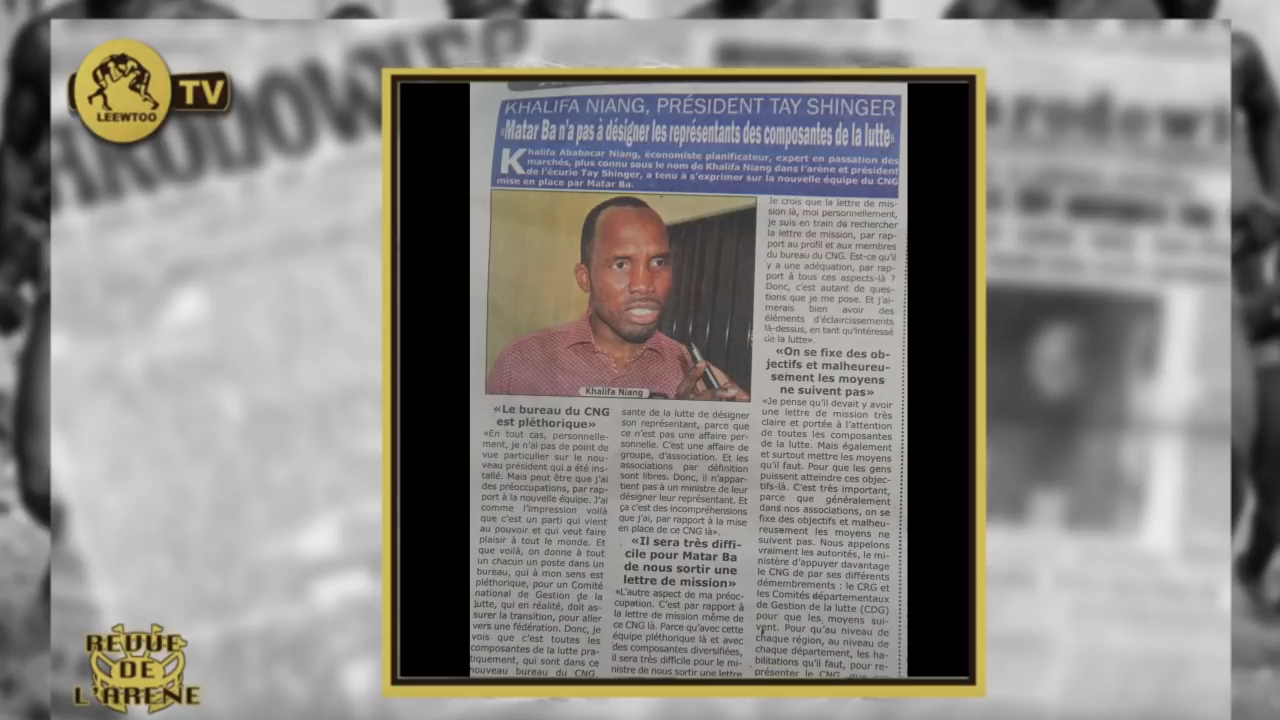 LEEWTOO
TV
KHALIFA NIANG, PRÉSIDENT TAY SHINGER
«Matar Ba n'a pas à désigner les représentants des composantes de la lutte»
Khalifa Ababacar Niang, économiste planificateur, expert en passation des
marchés, plus connu sous le nom de Khalifa Niang dans l'arène et président
de l'écurie Tay Shinger, a tenu à s'exprimer sur la nouvelle équipe du CNG
mise en place par Matar Ba.
Khalifa Niang
«Le bureau du CNG
est pléthorique»
«En tout cas, personnelle-
ment, je n'ai pas de point de
vue particulier sur le nou-
veau président qui a été ins-
tallé. Mais peut être que j'ai
des préoccupations, par rap-
port à la nouvelle équipe. J'ai
comme l'impression voilà
que c'est un parti qui vient
au pouvoir et qui veut faire
plaisir à tout le monde. Et
que voilà, on donne à tout
un chacun un poste dans un
bureau, qui à mon sens est
pléthorique, pour un Comité
national de Gestion de la
lutte, qui en réalité, doit as-
surer la transition, pour aller
vers une fédération. Donc, je
vois que c'est toutes les
composantes de la lutte pra-
tiquement, qui sont dans ce
nouveau bureau du CNG.
sante de la lutte de désigner
son représentant, parce que
ce n'est pas une affaire per-
sonnelle. C'est une affaire de
groupe, d'association. Et les
associations par définition
sont libres. Donc, il n'appar-
tient pas à un ministre de leur
désigner leur représentant. Et
ça c'est des incompréhensions
que j'ai, par rapport à la mise
en place de ce CNG là».
«Il sera très diffi-
cile pour Matar Ba
de nous sortir une
lettre de mission»
«L'autre aspect de ma préoc-
cupation. C'est par rapport à
la lettre de mission même de
ce CNG là. Parce qu'avec cette
équipe pléthorique là et avec
des composantes diversifiées,
il sera très difficile pour le mi-
nistre de nous sortir une lettre
Je crois que la lettre de mis-
sion là, moi personnellement,
je suis en train de rechercher
la lettre de mission, par rap-
port au profil et aux membres
du bureau du CNG. Est-ce qu'il
y a une adéquation, par rap-
port à tous ces aspects-là ?
Donc, c'est autant de ques-
tions que je me pose. Et j'ai-
merais bien avoir des
éléments d'éclaircissements
là-dessus, en tant qu'intéressé
de la lutte».
«On se fixe des ob-
jectifs et malheureu-
sement les moyens
ne suivent pas»
«Je pense qu'il devait y avoir
une lettre de mission très
claire et portée à l'attention
de toutes les composantes
de la lutte. Mais également
et surtout mettre les moyens
qu'il faut. Pour que les gens
puissent atteindre ces objec-
tifs-là. C'est très important,
parce que généralement
dans nos associations, on se
fixe des objectifs et malheu-
reusement les moyens ne
suivent pas. Nous appelons
vraiment les autorités, le mi-
nistère d'appuyer davantage
le CNG de par ses différents
démembrements : le CRG et
les Comités départementaux
de Gestion de la lutte (CDG)
pour que les moyens sui-
vent. Pour qu'au niveau de
chaque région, au niveau de
chaque département, les ha-
bilitations qu'il faut, pour re-
présenter le CNG
REVUE
DE
L'ARÈNE